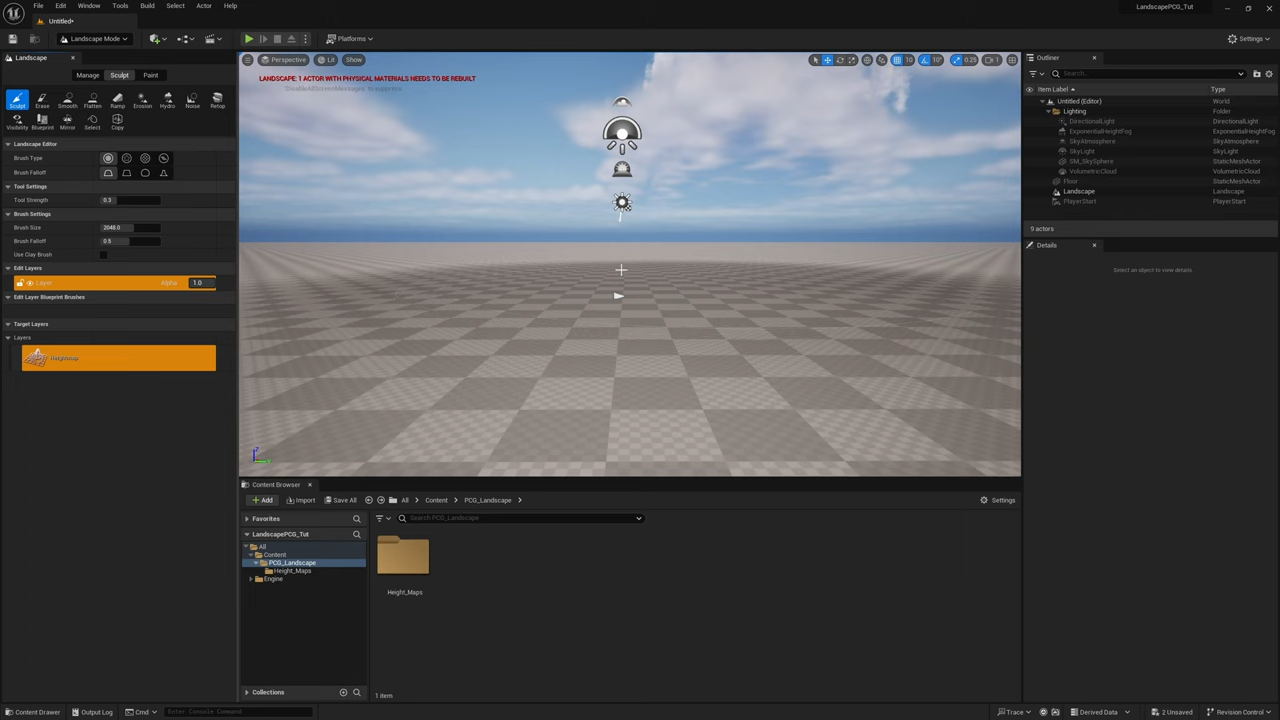 File Edit Window Tools Build Select Actor Help
LandscapePCG_Tut
Untitled*
Landscape Mode
Platforms
Settings
Landscape
Manage Sculpt Paint
Sculpt Erase Smooth Flatten Ramp Erosion Hydro Noise Retop
Visibility Blueprint Mirror Select Copy
Landscape Editor
Brush Type
Brush Falloff
Tool Settings
Tool Strength 0.3
Brush Settings
Brush Size 2048.0
Brush Falloff 0.5
Use Clay Brush
Edit Layers
Layer Alpha 1.0
Edit Layer Blueprint Brushes
Target Layers
Layers
Heightmap
Perspective Lit Show
10 10° 0.25 1
LANDSCAPE: 1 ACTOR WITH PHYSICAL MATERIALS NEEDS TO BE REBUILT
'DisableAllScreenMessages' to suppress
Outliner
Search...
Item Label Type
Untitled (Editor) World
Lighting Folder
DirectionalLight DirectionalLight
ExponentialHeightFog ExponentialHeightFog
SkyAtmosphere SkyAtmosphere
SkyLight SkyLight
SM_SkySphere StaticMeshActor
VolumetricCloud VolumetricCloud
Floor StaticMeshActor
Landscape Landscape
PlayerStart PlayerStart
9 actors
Details
Select an object to view details.
Content Browser
Add Import Save All All Content PCG_Landscape
Settings
Favorites
Search PCG_Landscape
LandscapePCG_Tut
All
Content
PCG_Landscape
Height_Maps
Engine
Height_Maps
Collections
1 item
Content Drawer Output Log Cmd Enter Console Command
Trace Derived Data 2 Unsaved Revision Control